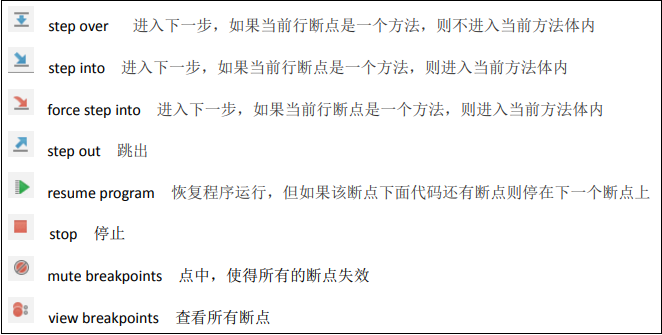 step over 进入下一步，如果当前行断点是一个方法，则不进入当前方法体内
step into 进入下一步，如果当前行断点是一个方法，则进入当前方法体内
force step into 进入下一步，如果当前行断点是一个方法，则进入当前方法体内
step out 跳出
resume program 恢复程序运行，但如果该断点下面代码还有断点则停在下一个断点上
stop 停止
mute breakpoints 点中，使得所有的断点失效
view breakpoints 查看所有断点